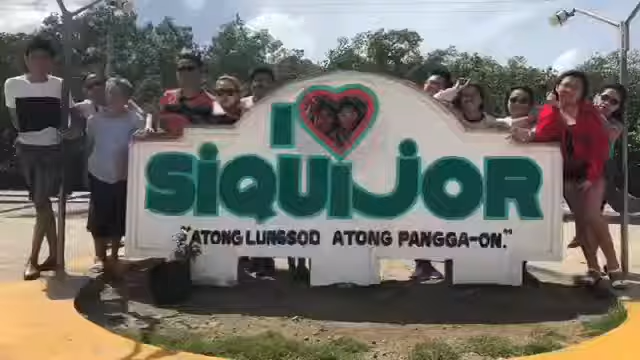 I
SIQUIJOR
"ATONG LUNGSOD ATONG PANGGA-ON."